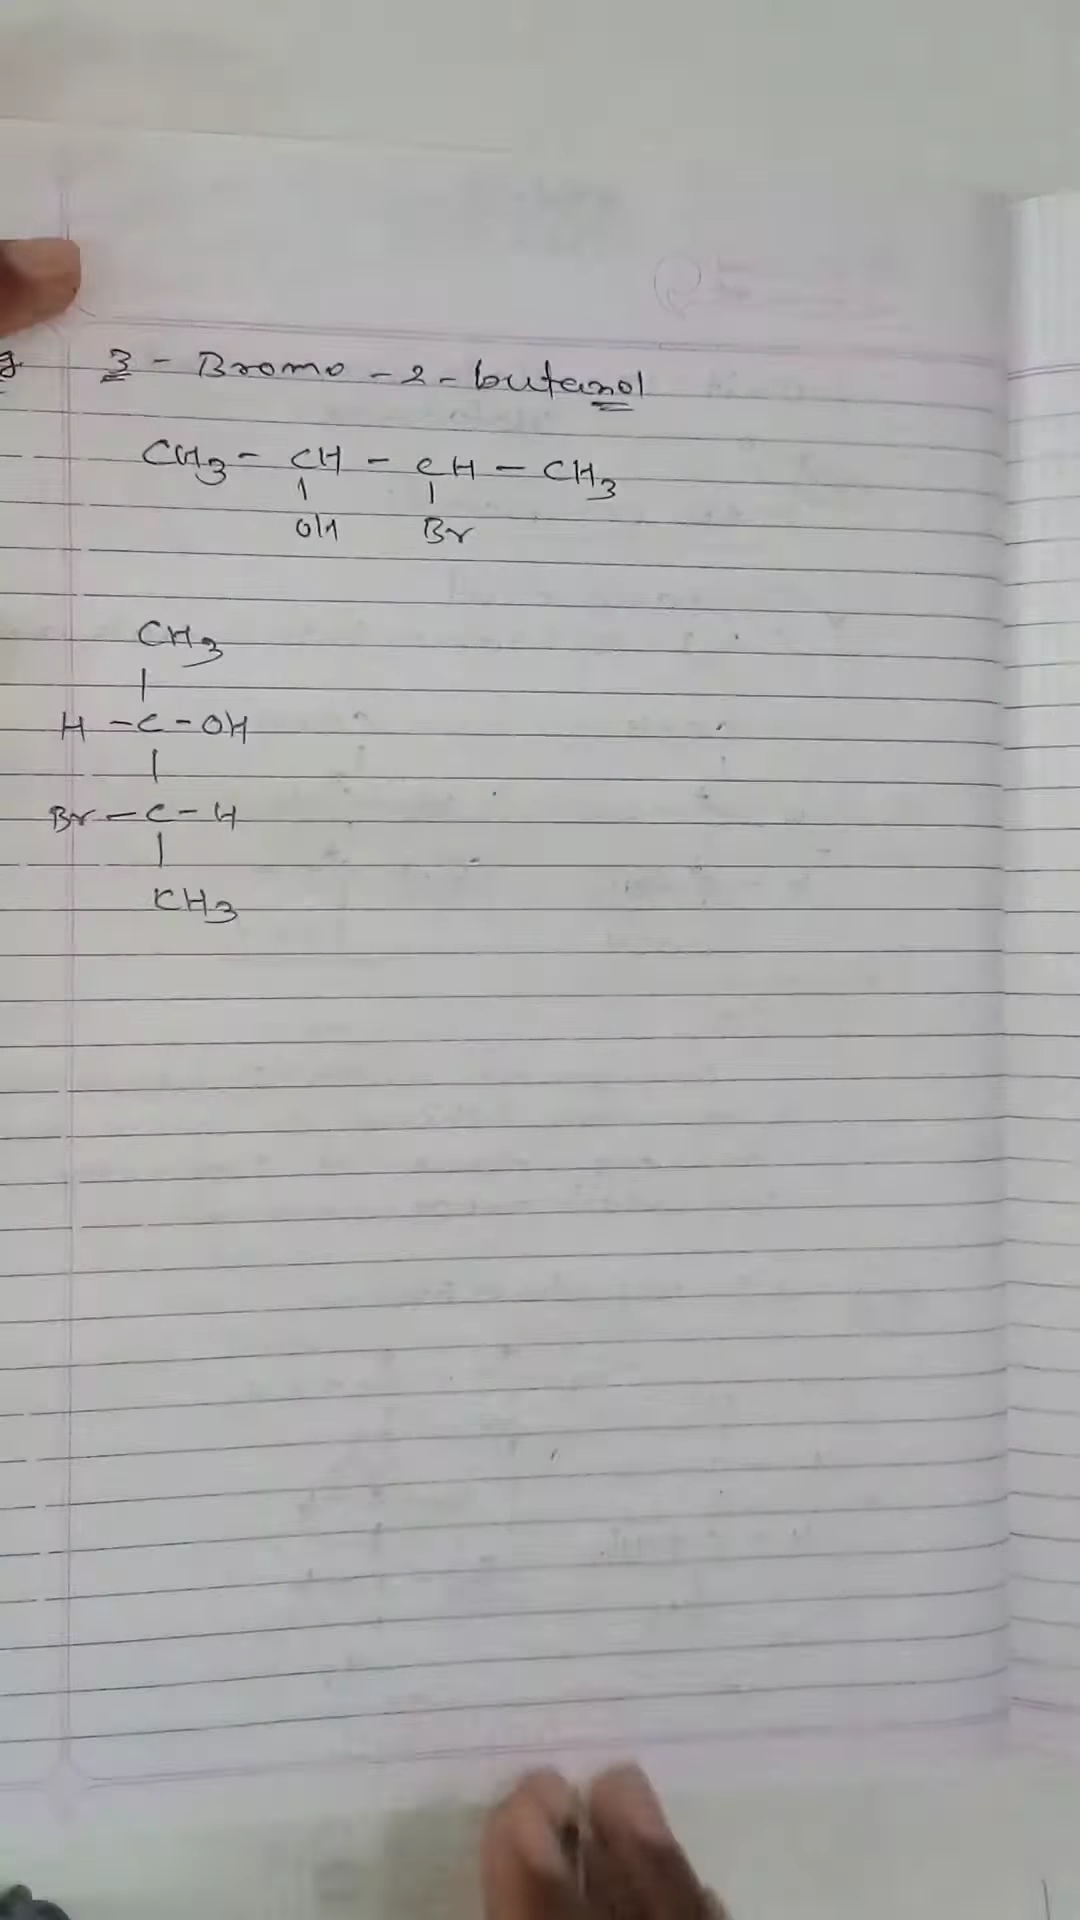 g. 3 - Bromo - 2 - butanol
CH3 - CH - CH - CH3
| |
OH Br
CH3
|
H - C - OH
|
Br - C - H
|
CH3